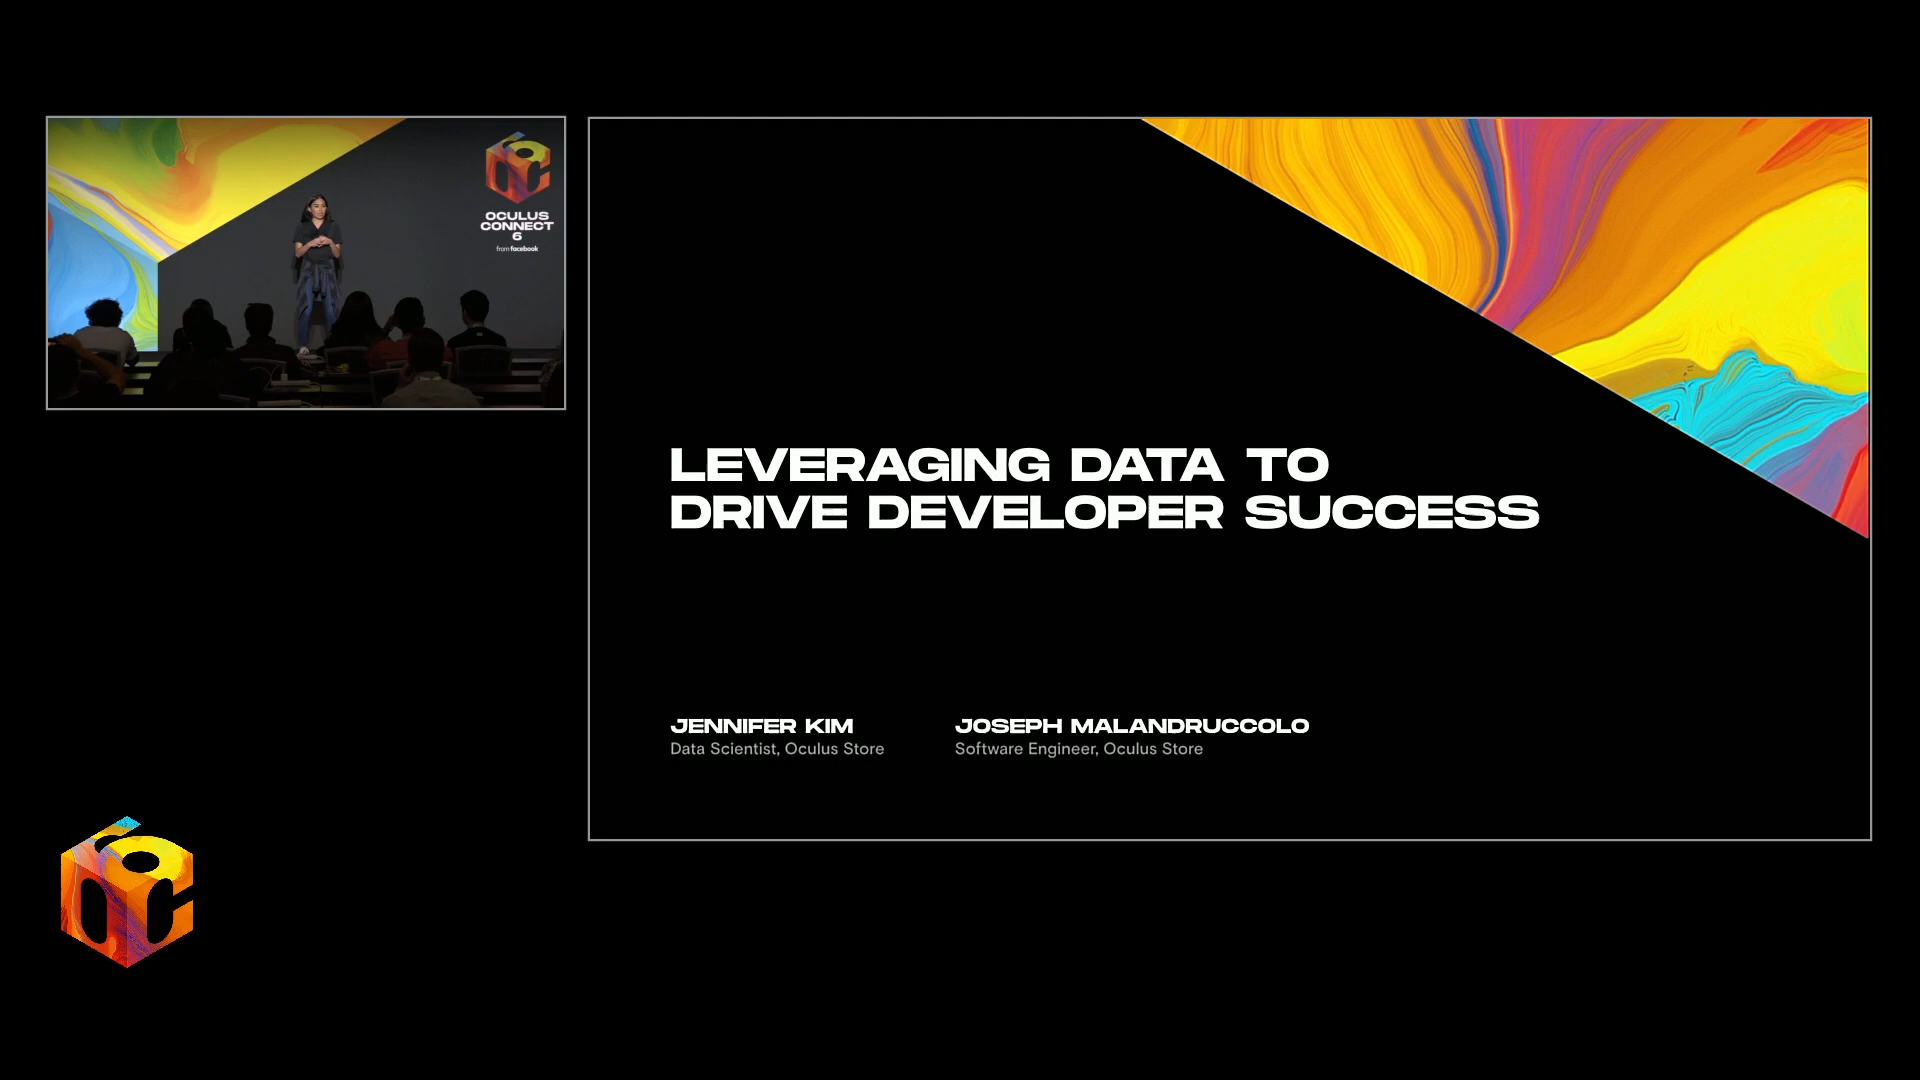 OCULUS
CONNECT
6
from facebook
LEVERAGING DATA TO
DRIVE DEVELOPER SUCCESS
JENNIFER KIM
Data Scientist, Oculus Store
JOSEPH MALANDRUCCOLO
Software Engineer, Oculus Store